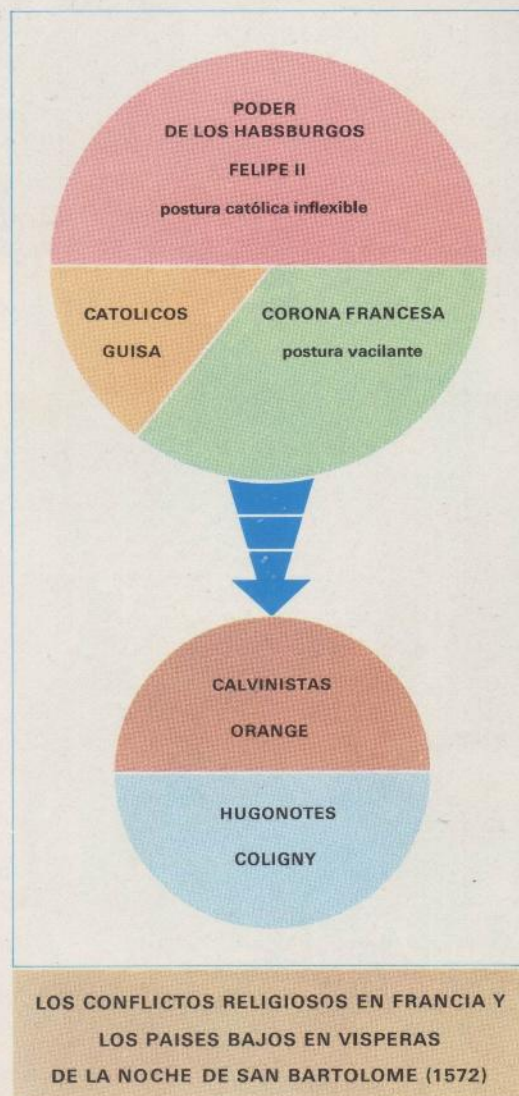 PODER
DE LOS HABSBURGOS
FELIPE II
postura católica inflexible
CATOLICOS
GUISA
CORONA FRANCESA
postura vacilante
CALVINISTAS
ORANGE
HUGONOTES
COLIGNY
LOS CONFLICTOS RELIGIOSOS EN FRANCIA Y
LOS PAISES BAJOS EN VISPERAS
DE LA NOCHE DE SAN BARTOLOME (1572)